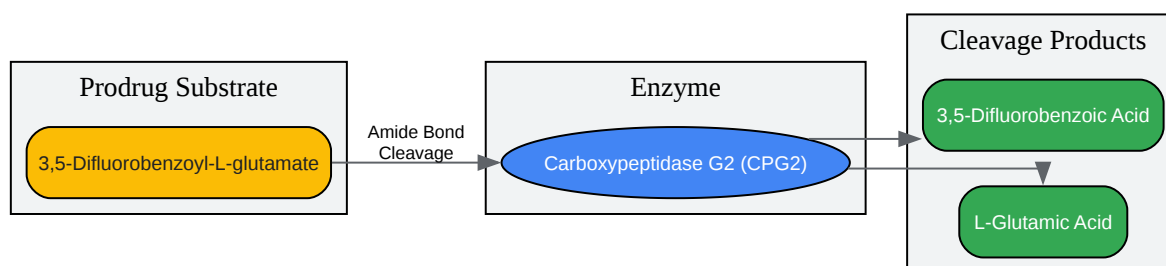 Prodrug Substrate
3,5-Difluorobenzoyl-L-glutamate
Amide Bond
Cleavage
Enzyme
Carboxypeptidase G2 (CPG2)
Cleavage Products
3,5-Difluorobenzoic Acid
L-Glutamic Acid